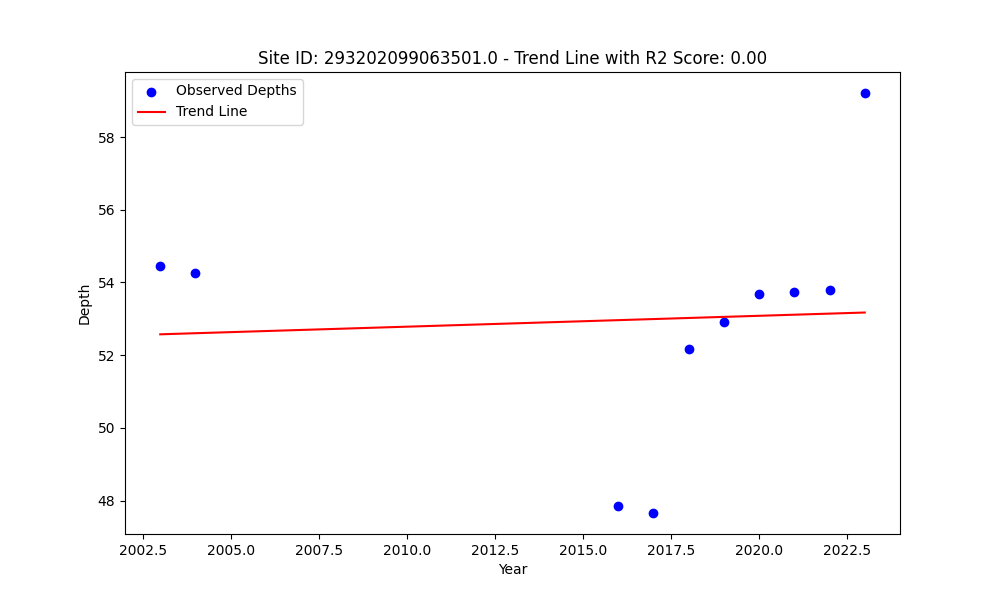 Site ID: 293202099063501.0 - Trend Line with R2 Score: 0.00
Observed Depths
Trend Line
Depth
58
56
54
52
50
48
2002.5 2005.0 2007.5 2010.0 2012.5 2015.0 2017.5 2020.0 2022.5
Year